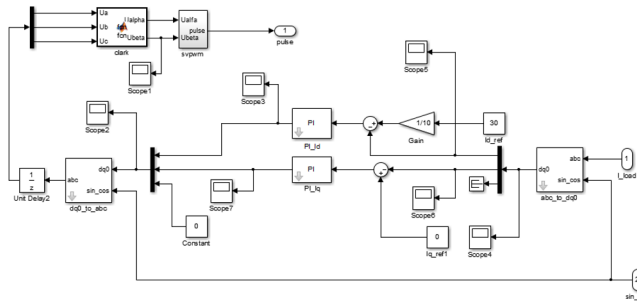 Ua
Ub
Uc
Ialpha
fcn
Ubeta
clark
Ualfa
pulse
Ubeta
svpwm
1
pulse
Scope1
Scope5
Scope3
Scope2
PI
PI_Id
1/10
Gain
30
Id_ref
1
I_load
abc
dq0
sin_cos
abc_to_dq0
1
z
Unit Delay2
abc
dq0
sin_cos
dq0_to_abc
PI
PI_Iq
Scope7
Scope6
0
Constant
0
Iq_ref1
Scope4